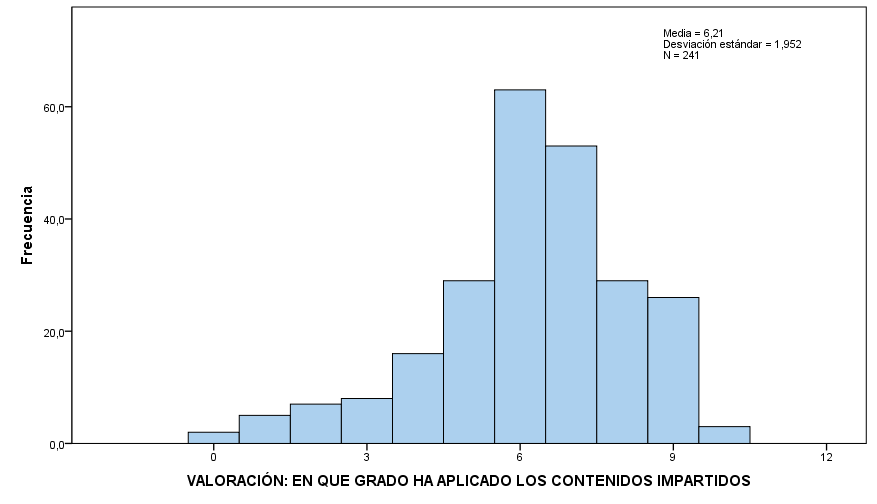 Media = 6,21
Desviación estándar = 1,952
N = 241
Frecuencia
60,0
40,0
20,0
0,0
0 3 6 9 12
VALORACIÓN: EN QUE GRADO HA APLICADO LOS CONTENIDOS IMPARTIDOS